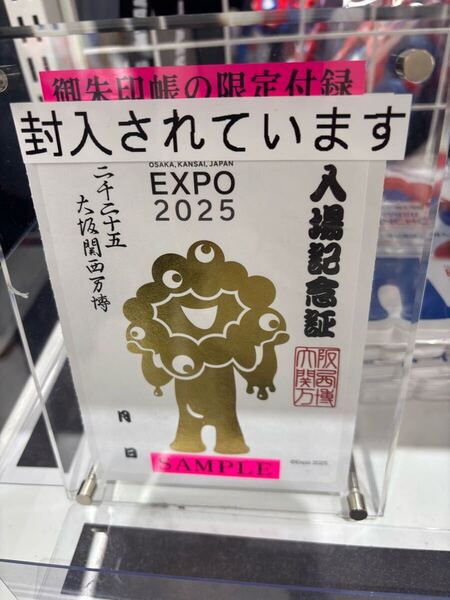 御朱印帳の限定付録
封入されています
OSAKA, KANSAI, JAPAN
EXPO
2025
入場記念証
二千二十五
大阪関西万博
大阪
関西
万博
月 日
SAMPLE
©Expo 2025